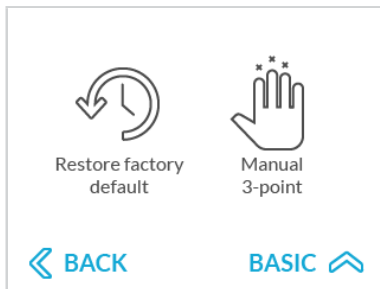 Restore factory
default
Manual
3-point
BACK
BASIC